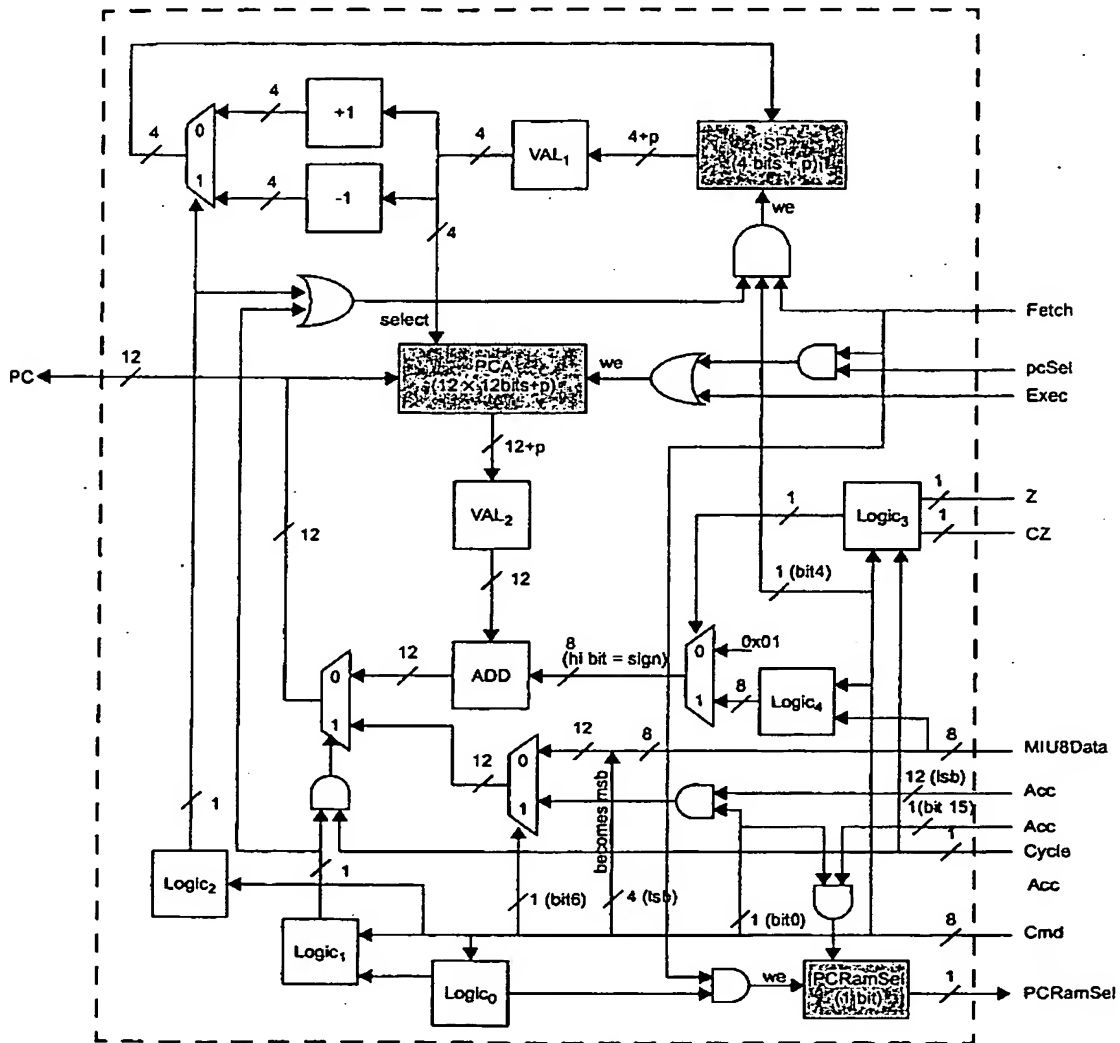 4
4
+1
0
4
1
4
-1
VAL1
4
4+p
SP
(4 bits + p)
we
4
select
Fetch
12
PC
PCA
(12 × 12bits+p)
we
pcSel
Exec
12+p
VAL2
12
12
1
Logic3
1
Z
1
CZ
1 (bit4)
0
0x01
1
8
(hi bit = sign)
ADD
12
0
1
8
Logic4
12
0
1
12
8
8
MIU8Data
becomes msb
12 (lsb)
Acc
1(bit 15)
Acc
1
Cycle
Acc
1
1
Logic2
1 (bit6)
4 (lsb)
1 (bit0)
8
Cmd
Logic1
Logic0
we
PCRamSel
(1 bit)
1
PCRamSel